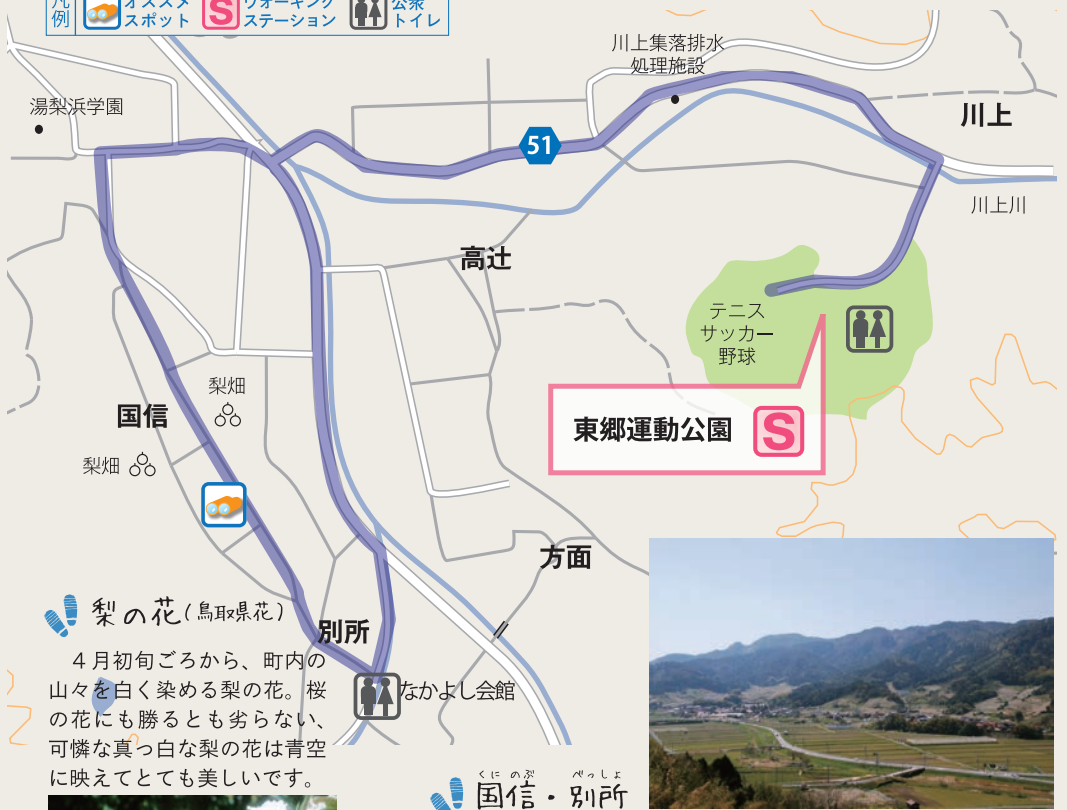 凡例
オススメ
スポット
S
ウォーキング
ステーション
公衆
トイレ
川上集落排水
処理施設
湯梨浜学園
51
川上
川上川
高辻
テニス
サッカー
野球
東郷運動公園
S
梨畑
国信
梨畑
方面
別所
なかよし会館
梨の花(鳥取県花)
４月初旬ごろから、町内の
山々を白く染める梨の花。桜
の花にも勝るとも劣らない、
可憐な真っ白な梨の花は青空
に映えてとても美しいです。
くにのぶ べっしょ
国信・別所